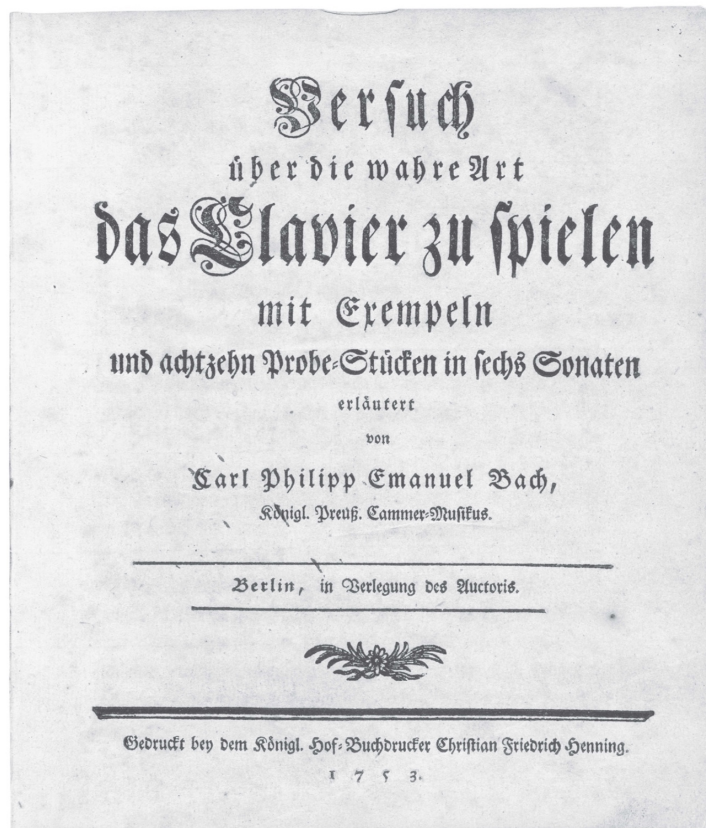 Versuch
über die wahre Art
das Clavier zu spielen
mit Exempeln
und achtzehn Probe-Stücken in sechs Sonaten
erläutert
von
Carl Philipp Emanuel Bach,
Königl. Preuß. Cammer-Musikus.
Berlin, in Verlegung des Auctoris.
Gedruckt bey dem Königl. Hof-Buchdrucker Christian Friedrich Henning.
1753.